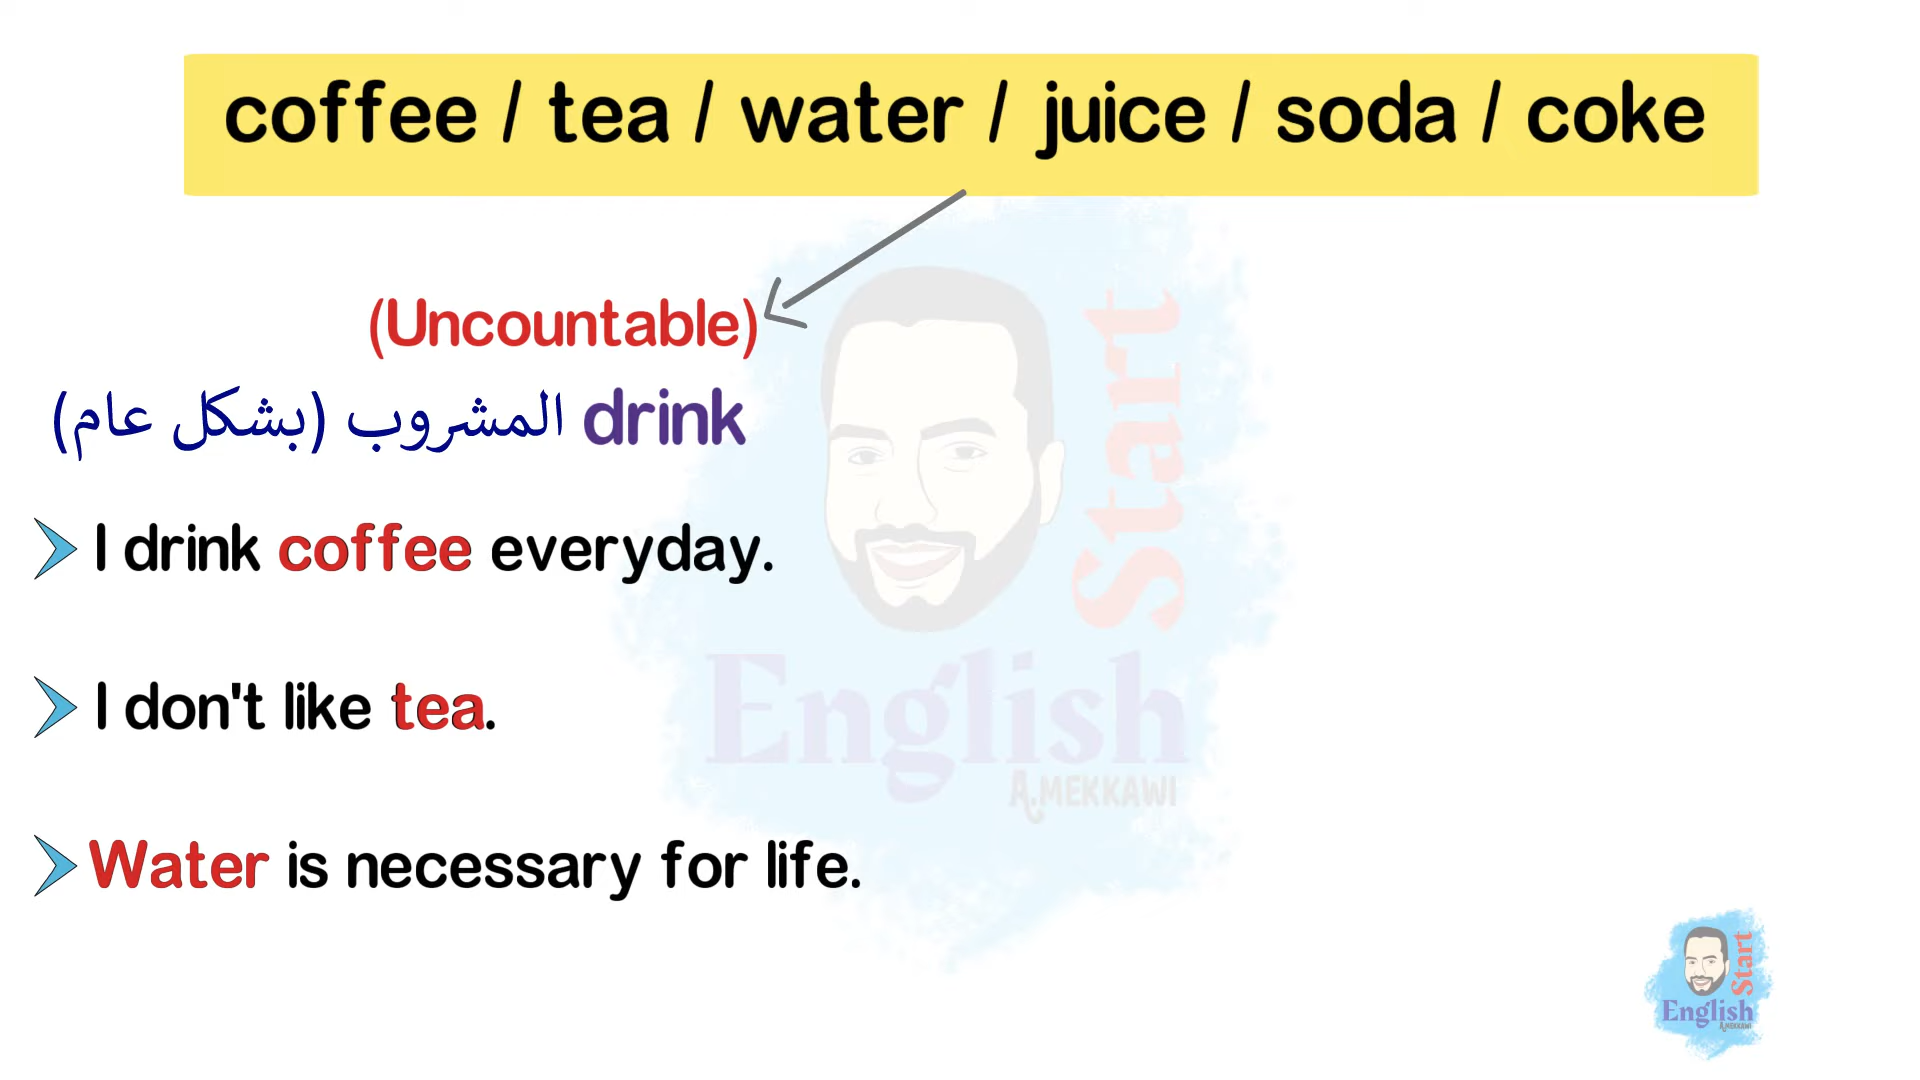 coffee / tea / water / juice / soda / coke
(Uncountable)
drink المشروب (بشكل عام)
I drink coffee everyday.
I don't like tea.
Water is necessary for life.
Start
English
A.MEKKAWI
Start
English
A.MEKKAWI